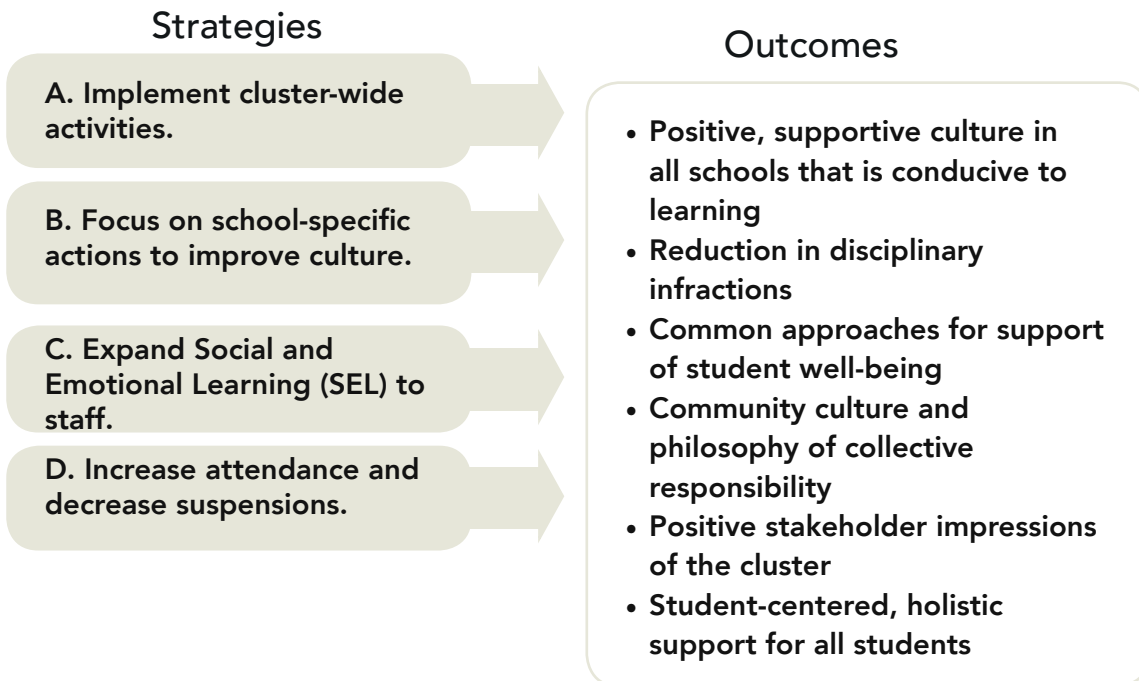 Strategies
A. Implement cluster-wide
activities.
B. Focus on school-specific
actions to improve culture.
C. Expand Social and
Emotional Learning (SEL) to
staff.
D. Increase attendance and
decrease suspensions.
Outcomes
• Positive, supportive culture in
all schools that is conducive to
learning
• Reduction in disciplinary
infractions
• Common approaches for support
of student well-being
• Community culture and
philosophy of collective
responsibility
• Positive stakeholder impressions
of the cluster
• Student-centered, holistic
support for all students